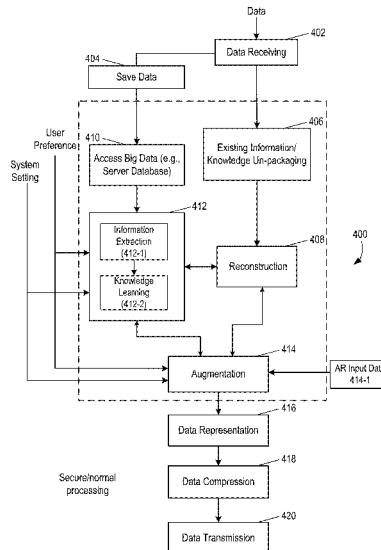 Data
402
Data Receiving
404
Save Data
406
User
Preference
410
System
Setting
Access Big Data (e.g.,
Server Database)
Existing Information/
Knowledge Un-packaging
412
Information
Extraction
(412-1)
Knowledge
Learning
(412-2)
408
Reconstruction
400
414
Augmentation
AR Input Data
414-1
416
Data Representation
418
Secure/normal
processing
Data Compression
420
Data Transmission